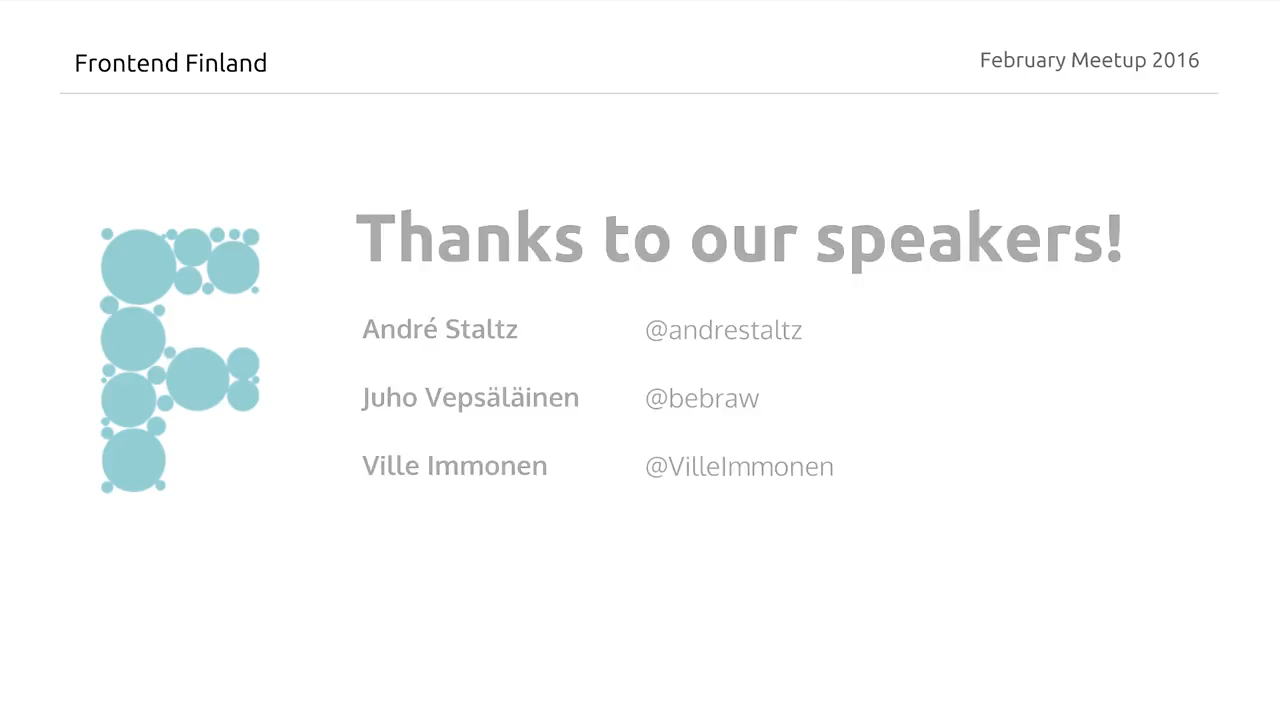 Frontend Finland
February Meetup 2016
Thanks to our speakers!
André Staltz @andrestaltz
Juho Vepsäläinen @bebraw
Ville Immonen @VilleImmonen